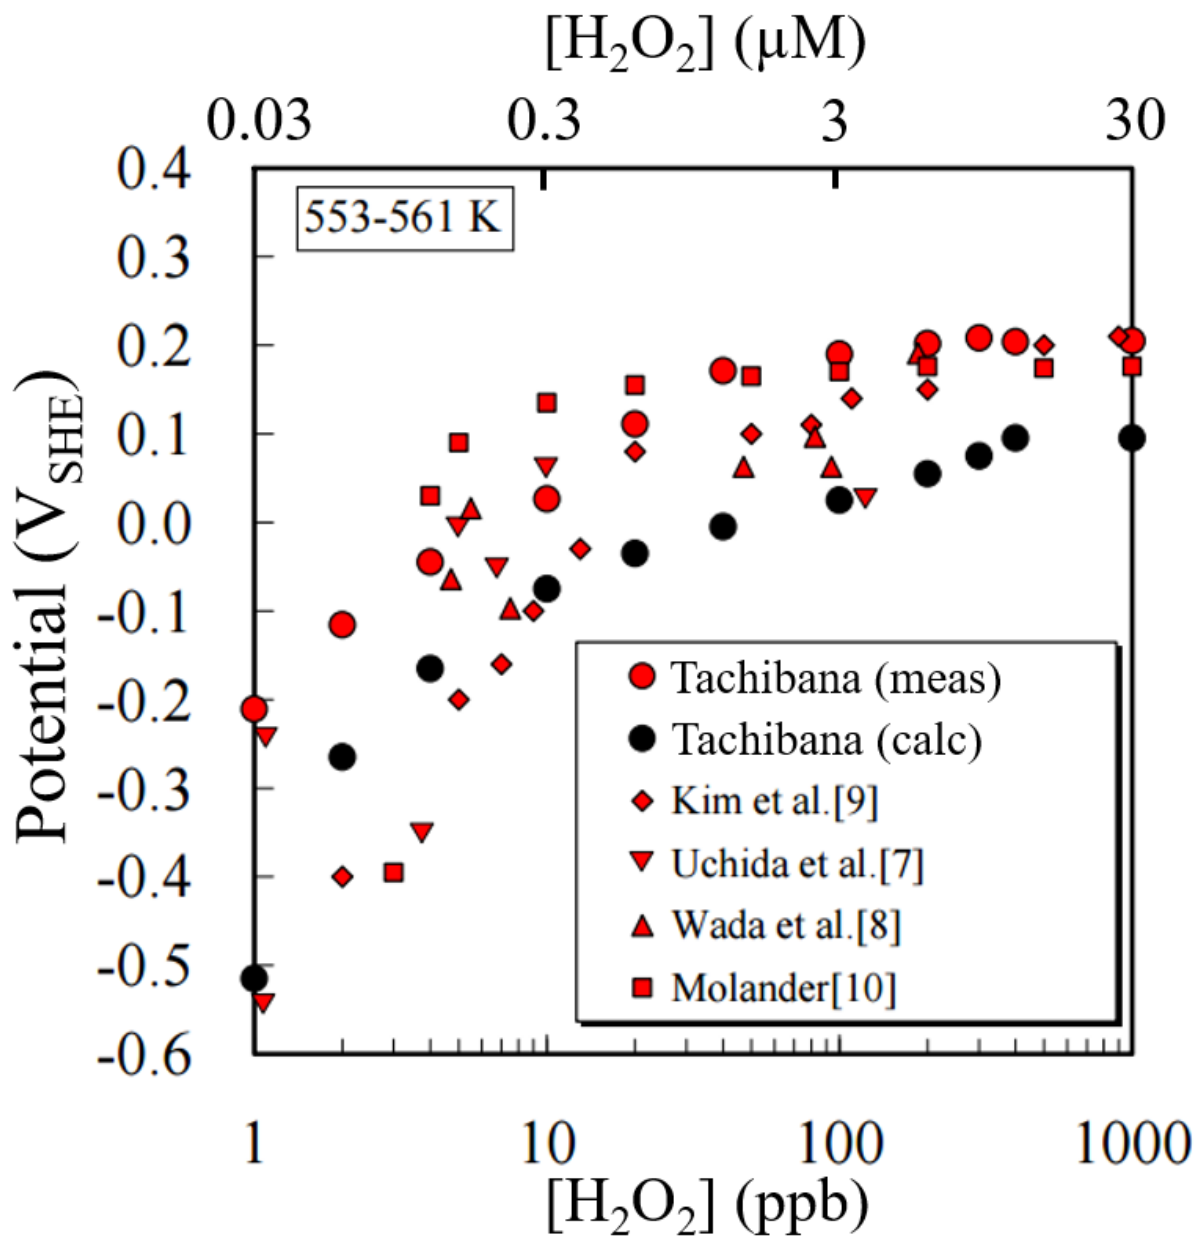 [H₂O₂] (μM)
0.03 0.3 3 30
0.4
553-561 K
0.3
0.2
0.1
0.0
-0.1
-0.2
-0.3
-0.4
-0.5
-0.6
Potential (V_SHE)
Tachibana (meas)
Tachibana (calc)
Kim et al.[9]
Uchida et al.[7]
Wada et al.[8]
Molander[10]
1 10 100 1000
[H₂O₂] (ppb)